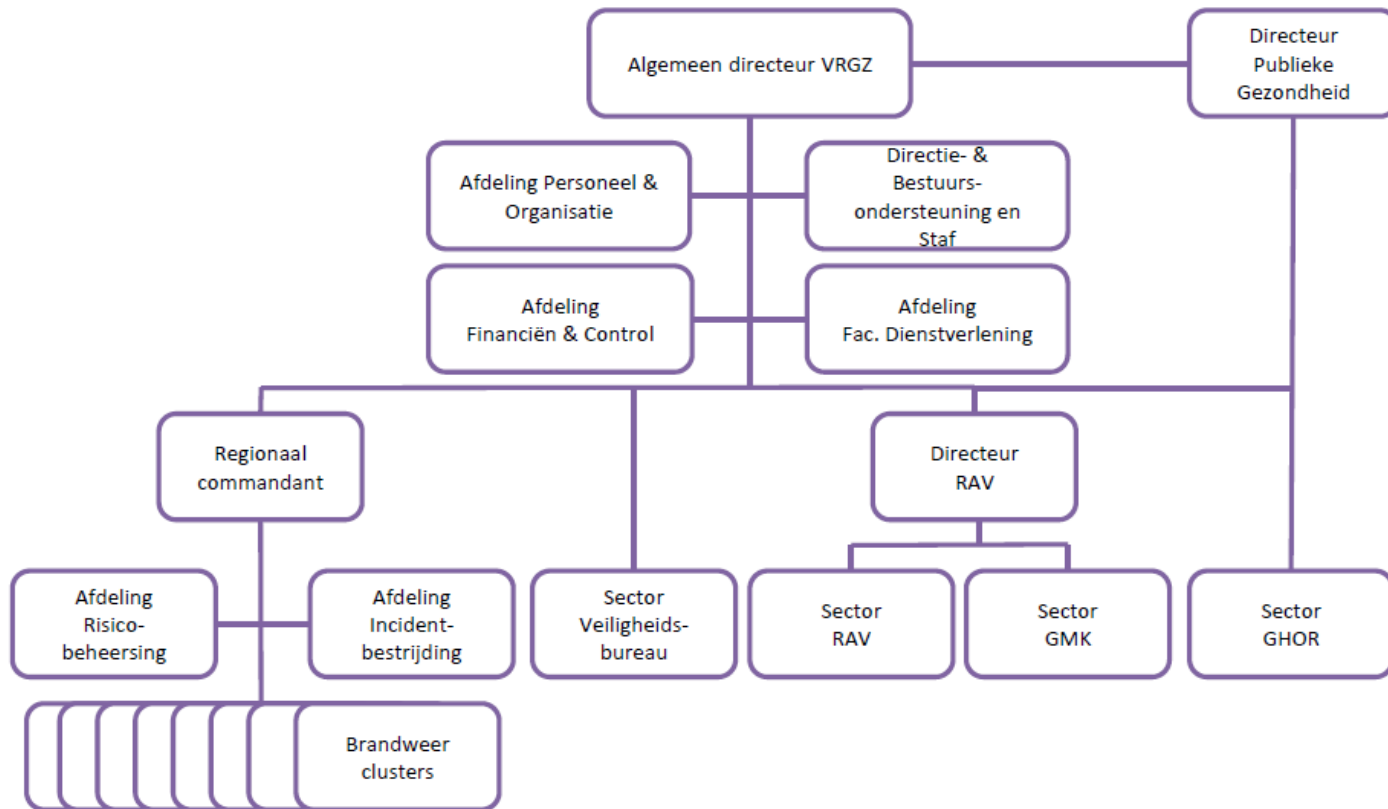 Algemeen directeur VRGZ
Directeur
Publieke
Gezondheid
Afdeling Personeel &
Organisatie
Directie- &
Bestuurs-
ondersteuning en
Staf
Afdeling
Financiën & Control
Afdeling
Fac. Dienstverlening
Regionaal
commandant
Directeur
RAV
Afdeling
Risico-
beheersing
Afdeling
Incident-
bestrijding
Sector
Veiligheids-
bureau
Sector
RAV
Sector
GMK
Sector
GHOR
Brandweer
clusters